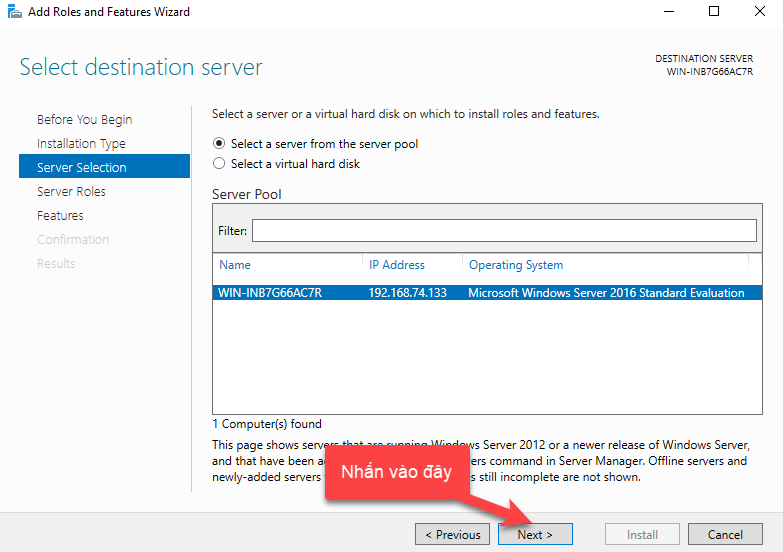 Add Roles and Features Wizard
Select destination server
DESTINATION SERVER
WIN-INB7G66AC7R
Before You Begin
Installation Type
Server Selection
Server Roles
Features
Confirmation
Results
Select a server or a virtual hard disk on which to install roles and features.
Select a server from the server pool
Select a virtual hard disk
Server Pool
Filter:
Name IP Address Operating System
WIN-INB7G66AC7R 192.168.74.133 Microsoft Windows Server 2016 Standard Evaluation
1 Computer(s) found
This page shows servers that are running Windows Server 2012 or a newer release of Windows Server,
and that have been ers command in Server Manager. Offline servers and
newly-added servers s still incomplete are not shown.
Nhấn vào đây
< Previous Next > Install Cancel